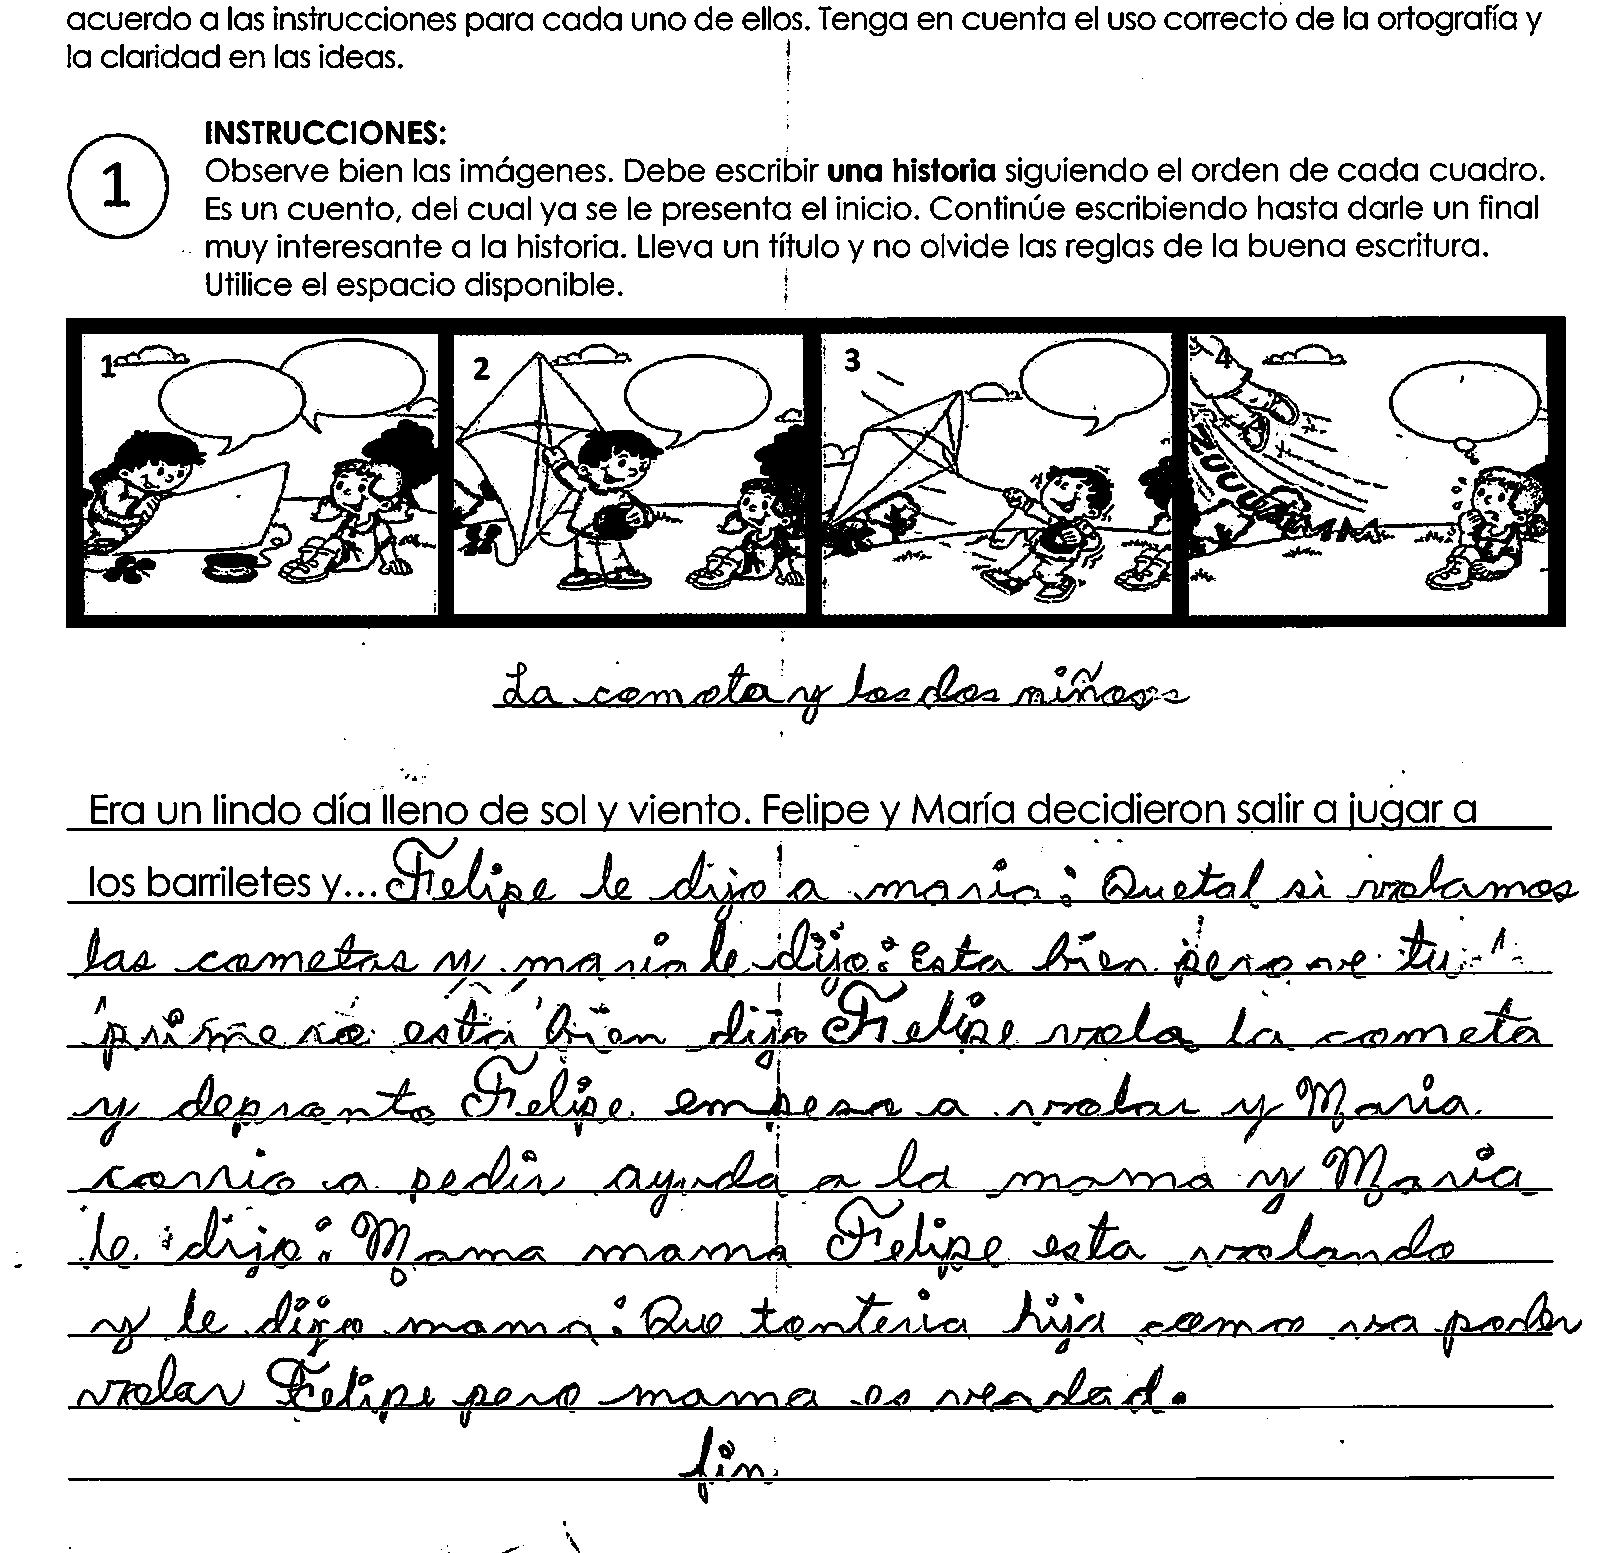 acuerdo a las instrucciones para cada uno de ellos. Tenga en cuenta el uso correcto de la ortografía y
la claridad en las ideas.
1
INSTRUCCIONES:
Observe bien las imágenes. Debe escribir una historia siguiendo el orden de cada cuadro.
Es un cuento, del cual ya se le presenta el inicio. Continúe escribiendo hasta darle un final
muy interesante a la historia. Lleva un título y no olvide las reglas de la buena escritura.
Utilice el espacio disponible.
1 2 3 4
La cometa y los dos niños
Era un lindo día lleno de sol y viento. Felipe y María decidieron salir a jugar a
los barriletes y... Felipe le dijo a maria: Quetal si volamos
las cometas y maria le dijo: Esta bien pero ve tu
primero esta bien dijo Felipe vola la cometa
y depronto Felipe empeso a volar y Maria
corrio a pedir ayuda a la mama y Maria
le dijo: Mama mama Felipe esta volando
y le dijo mama: Que tonteria hija como va poder
volar Felipe pero mama es verdad.
fin.